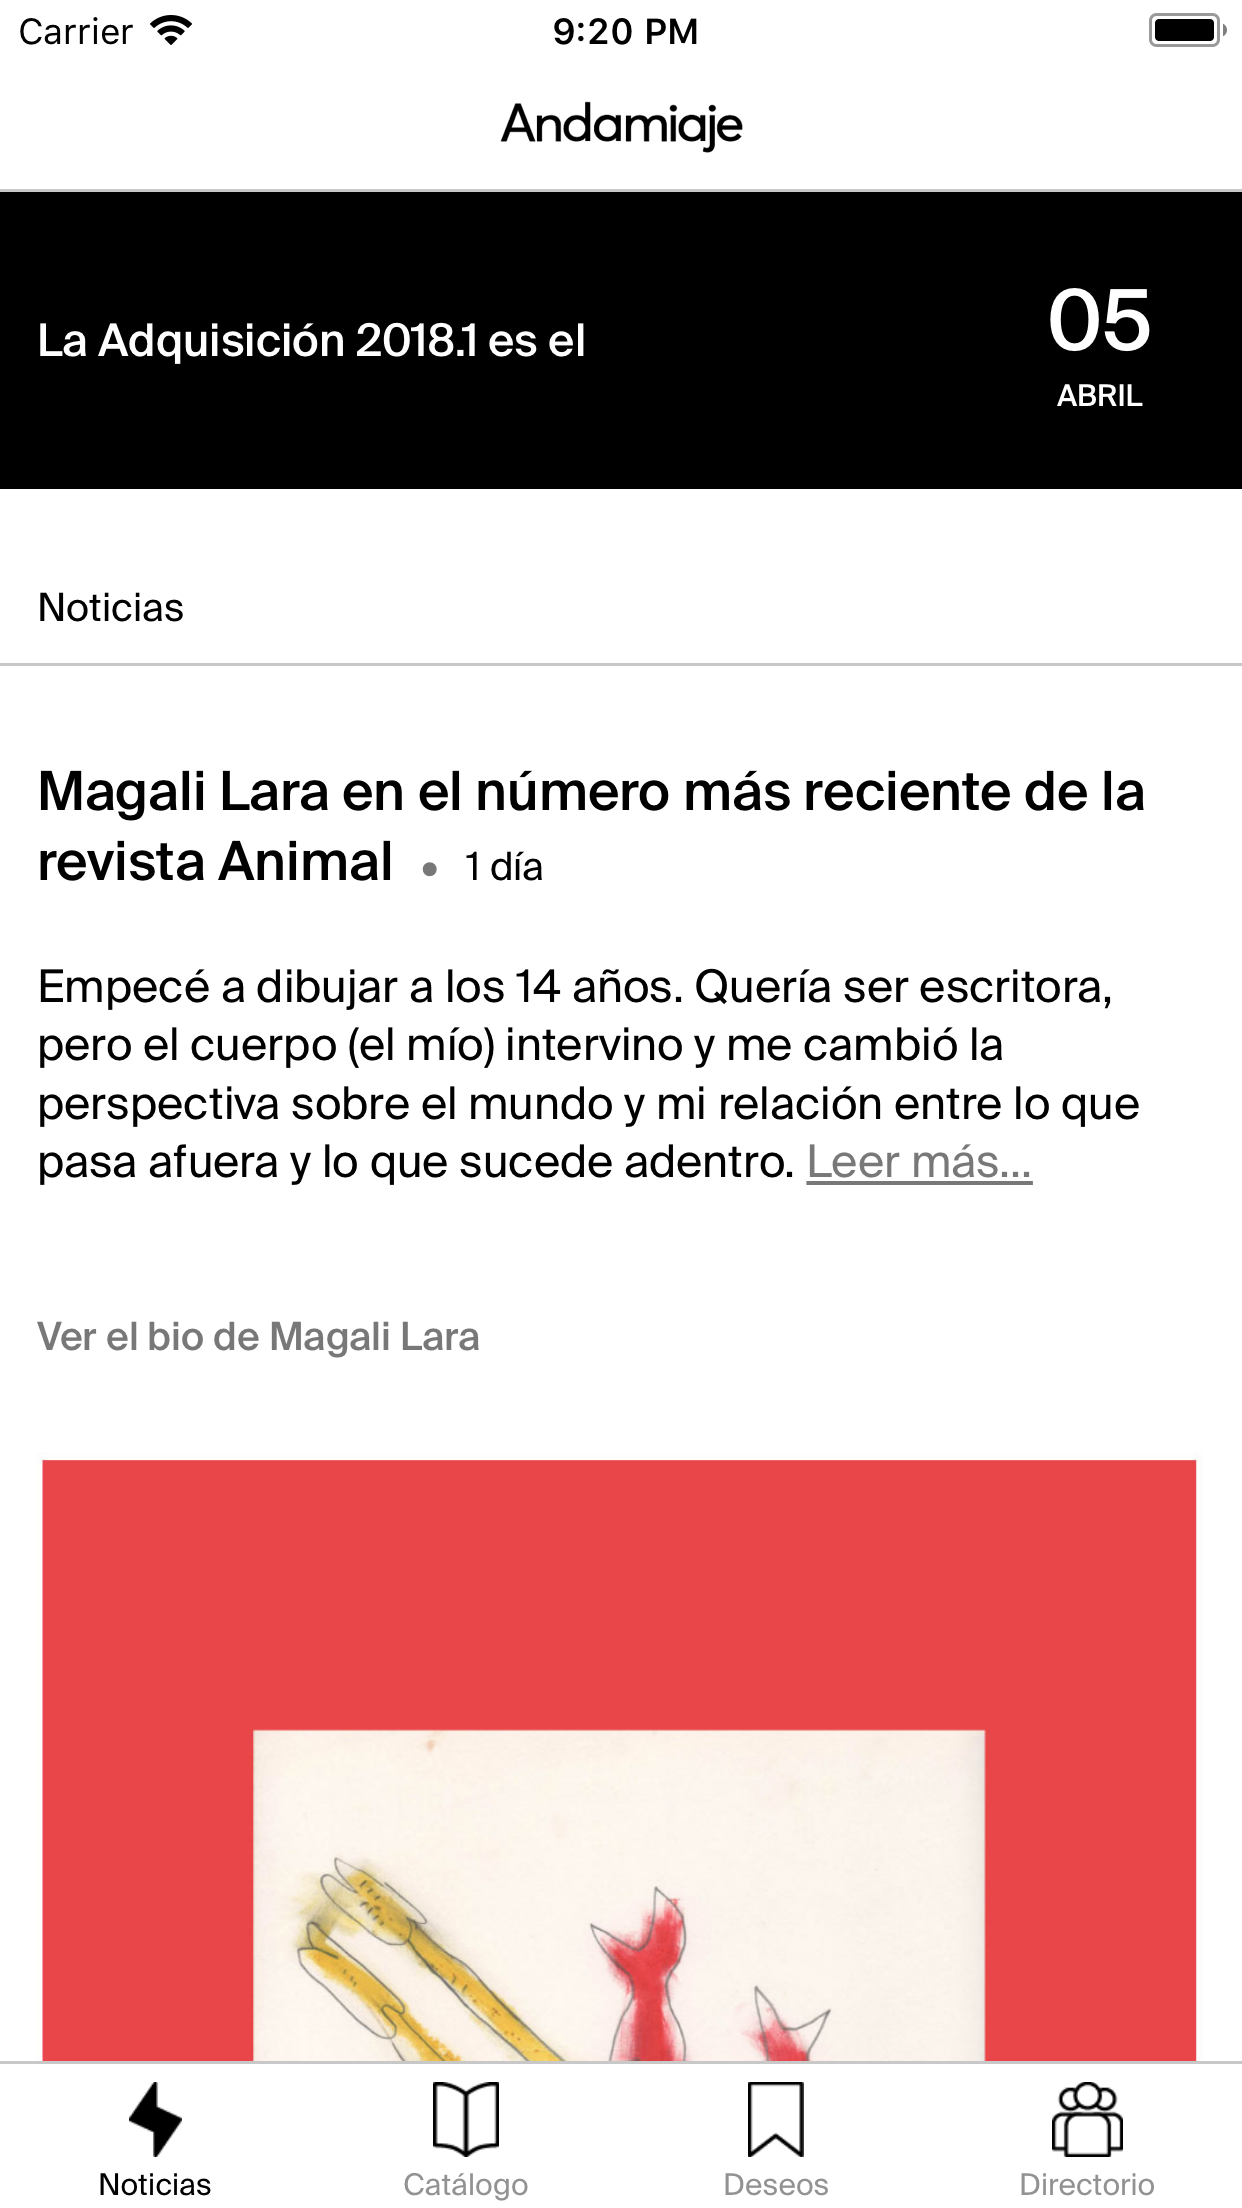 Carrier
9:20 PM
Andamiaje
La Adquisición 2018.1 es el
05
ABRIL
Noticias
Magali Lara en el número más reciente de la
revista Animal • 1 día
Empecé a dibujar a los 14 años. Quería ser escritora,
pero el cuerpo (el mío) intervino y me cambió la
perspectiva sobre el mundo y mi relación entre lo que
pasa afuera y lo que sucede adentro. Leer más...
Ver el bio de Magali Lara
Noticias
Catálogo
Deseos
Directorio